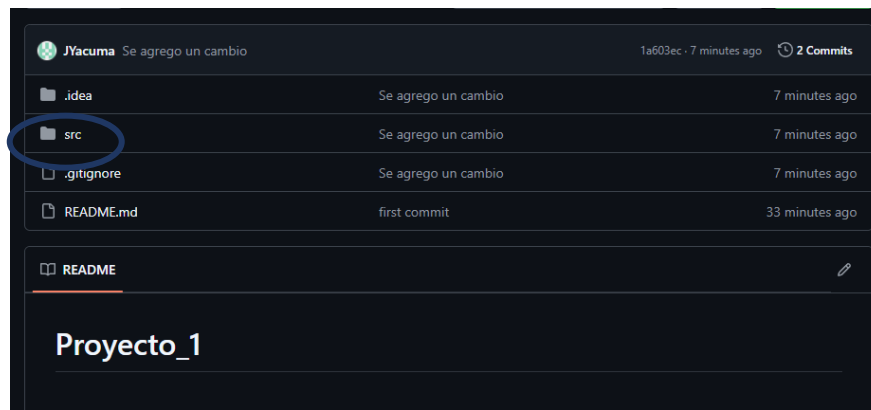 JYacuma Se agrego un cambio 1a603ec · 7 minutes ago 2 Commits
.idea Se agrego un cambio 7 minutes ago
src Se agrego un cambio 7 minutes ago
.gitignore Se agrego un cambio 7 minutes ago
README.md first commit 33 minutes ago
README
Proyecto_1